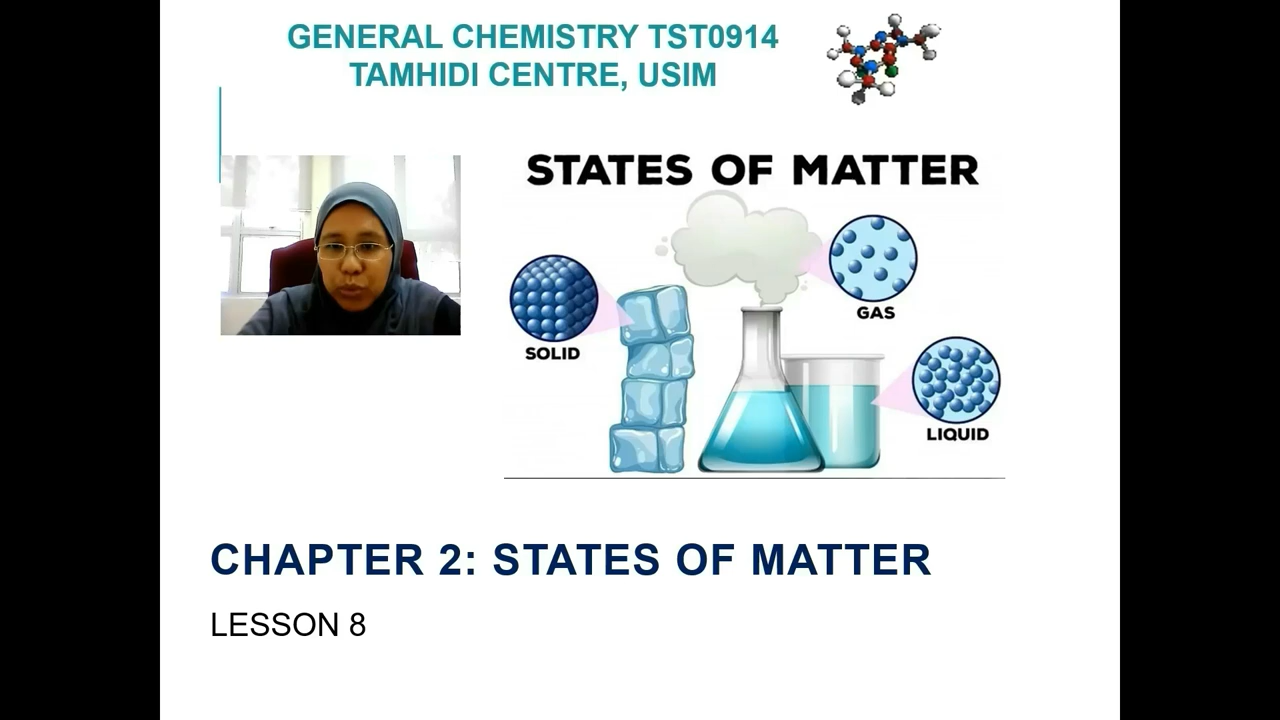 GENERAL CHEMISTRY TST0914
TAMHIDI CENTRE, USIM
STATES OF MATTER
GAS
SOLID
LIQUID
CHAPTER 2: STATES OF MATTER
LESSON 8